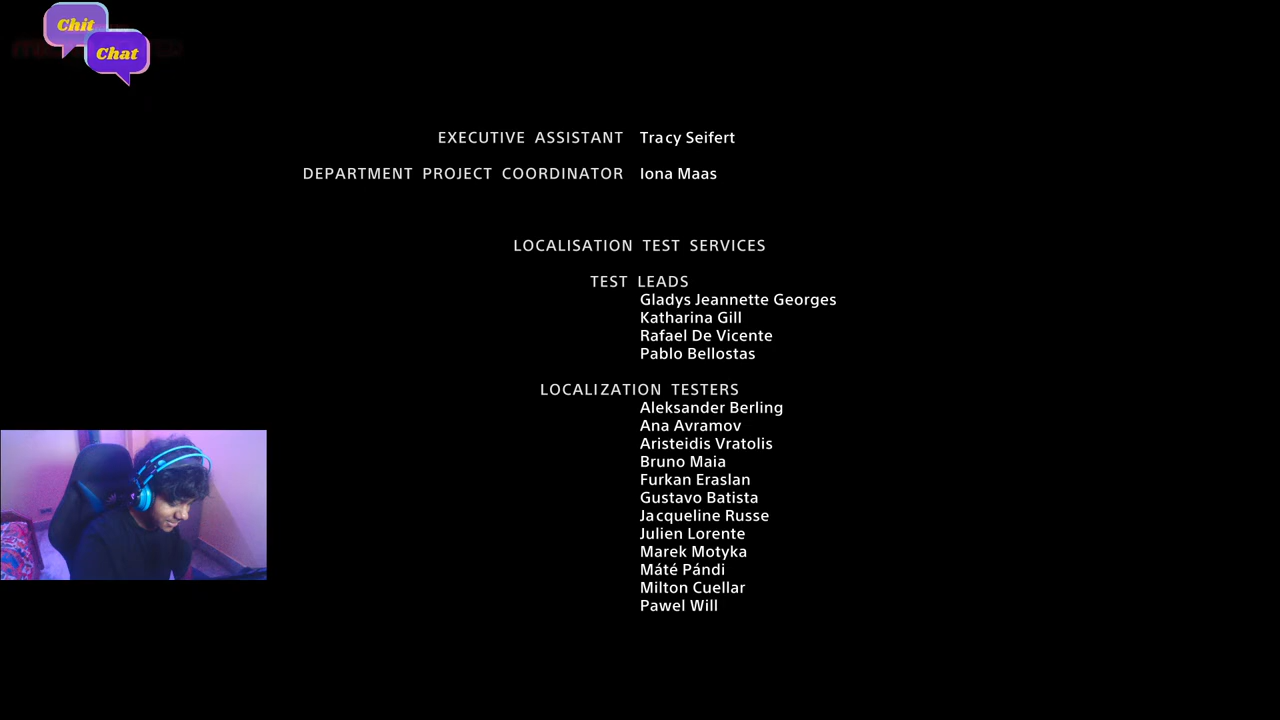 Chit
Chat
EXECUTIVE ASSISTANT Tracy Seifert
DEPARTMENT PROJECT COORDINATOR Iona Maas
LOCALISATION TEST SERVICES
TEST LEADS
Gladys Jeannette Georges
Katharina Gill
Rafael De Vicente
Pablo Bellostas
LOCALIZATION TESTERS
Aleksander Berling
Ana Avramov
Aristeidis Vratolis
Bruno Maia
Furkan Eraslan
Gustavo Batista
Jacqueline Russe
Julien Lorente
Marek Motyka
Máté Pándi
Milton Cuellar
Pawel Will